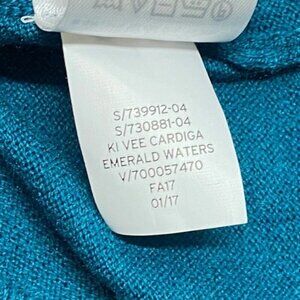 S/739912-04
S/730881-04
KI VEE CARDIGA
EMERALD WATERS
V/700057470
FA17
01/17